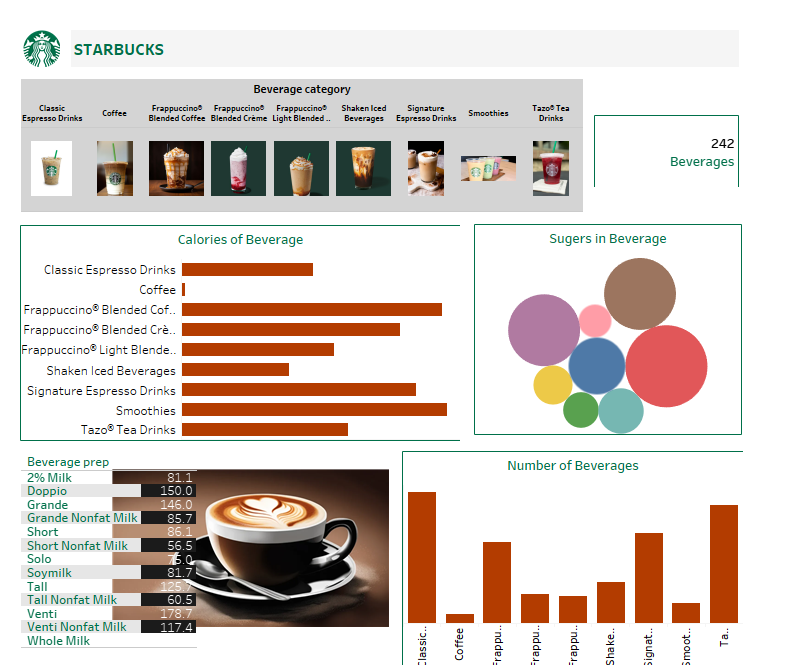 STARBUCKS
Beverage category
Classic Espresso Drinks
Coffee
Frappuccino® Blended Coffee
Frappuccino® Blended Crème
Frappuccino® Light Blended ..
Shaken Iced Beverages
Signature Espresso Drinks
Smoothies
Tazo® Tea Drinks
242
Beverages
Calories of Beverage
Classic Espresso Drinks
Coffee
Frappuccino® Blended Cof..
Frappuccino® Blended Crè..
Frappuccino® Light Blende..
Shaken Iced Beverages
Signature Espresso Drinks
Smoothies
Tazo® Tea Drinks
Sugers in Beverage
Beverage prep
2% Milk 81.1
Doppio 150.0
Grande 146.0
Grande Nonfat Milk 85.7
Short 86.1
Short Nonfat Milk 56.5
Solo 75.0
Soymilk 81.7
Tall 125.7
Tall Nonfat Milk 60.5
Venti 178.7
Venti Nonfat Milk 117.4
Whole Milk
Number of Beverages
Classic..
Coffee
Frappu..
Frappu..
Frappu..
Shake..
Signat..
Smoot..
Ta..